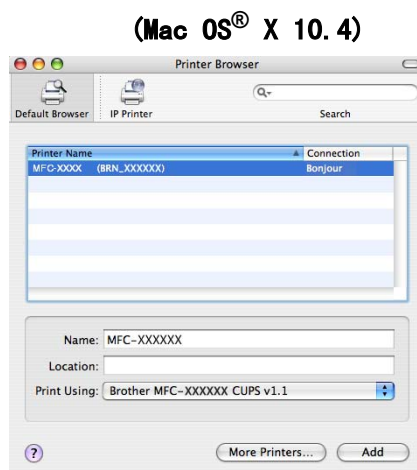 (Mac OS® X 10.4)
Printer Browser
Default Browser IP Printer Search
Printer Name Connection
MFC-XXXX (BRN_XXXXXX) Bonjour
Name: MFC-XXXXXX
Location:
Print Using: Brother MFC-XXXXXX CUPS v1.1
? More Printers... Add